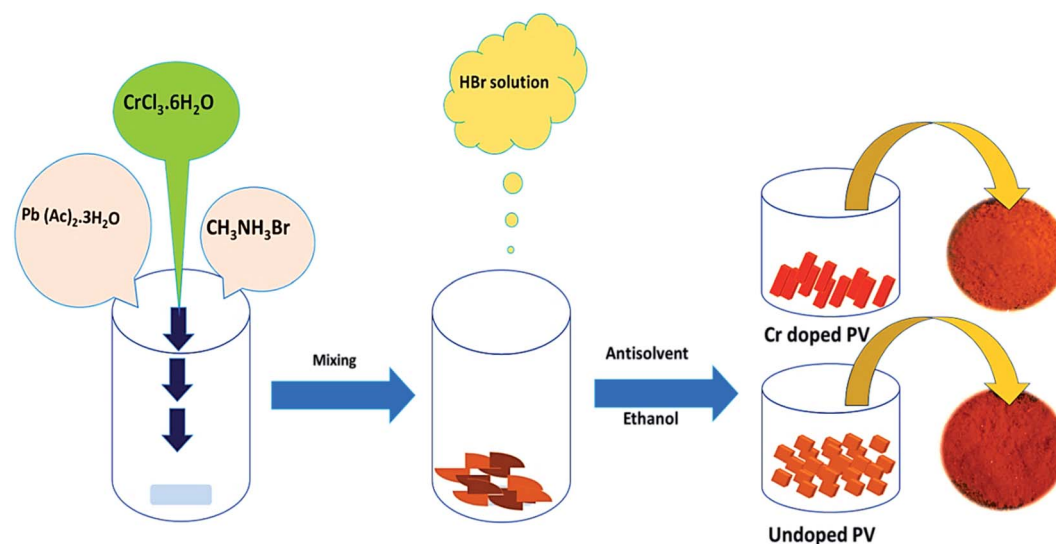 CrCl₃.6H₂O
Pb (Ac)₂.3H₂O
CH₃NH₃Br
Mixing
HBr solution
Antisolvent
Ethanol
Cr doped PV
Undoped PV